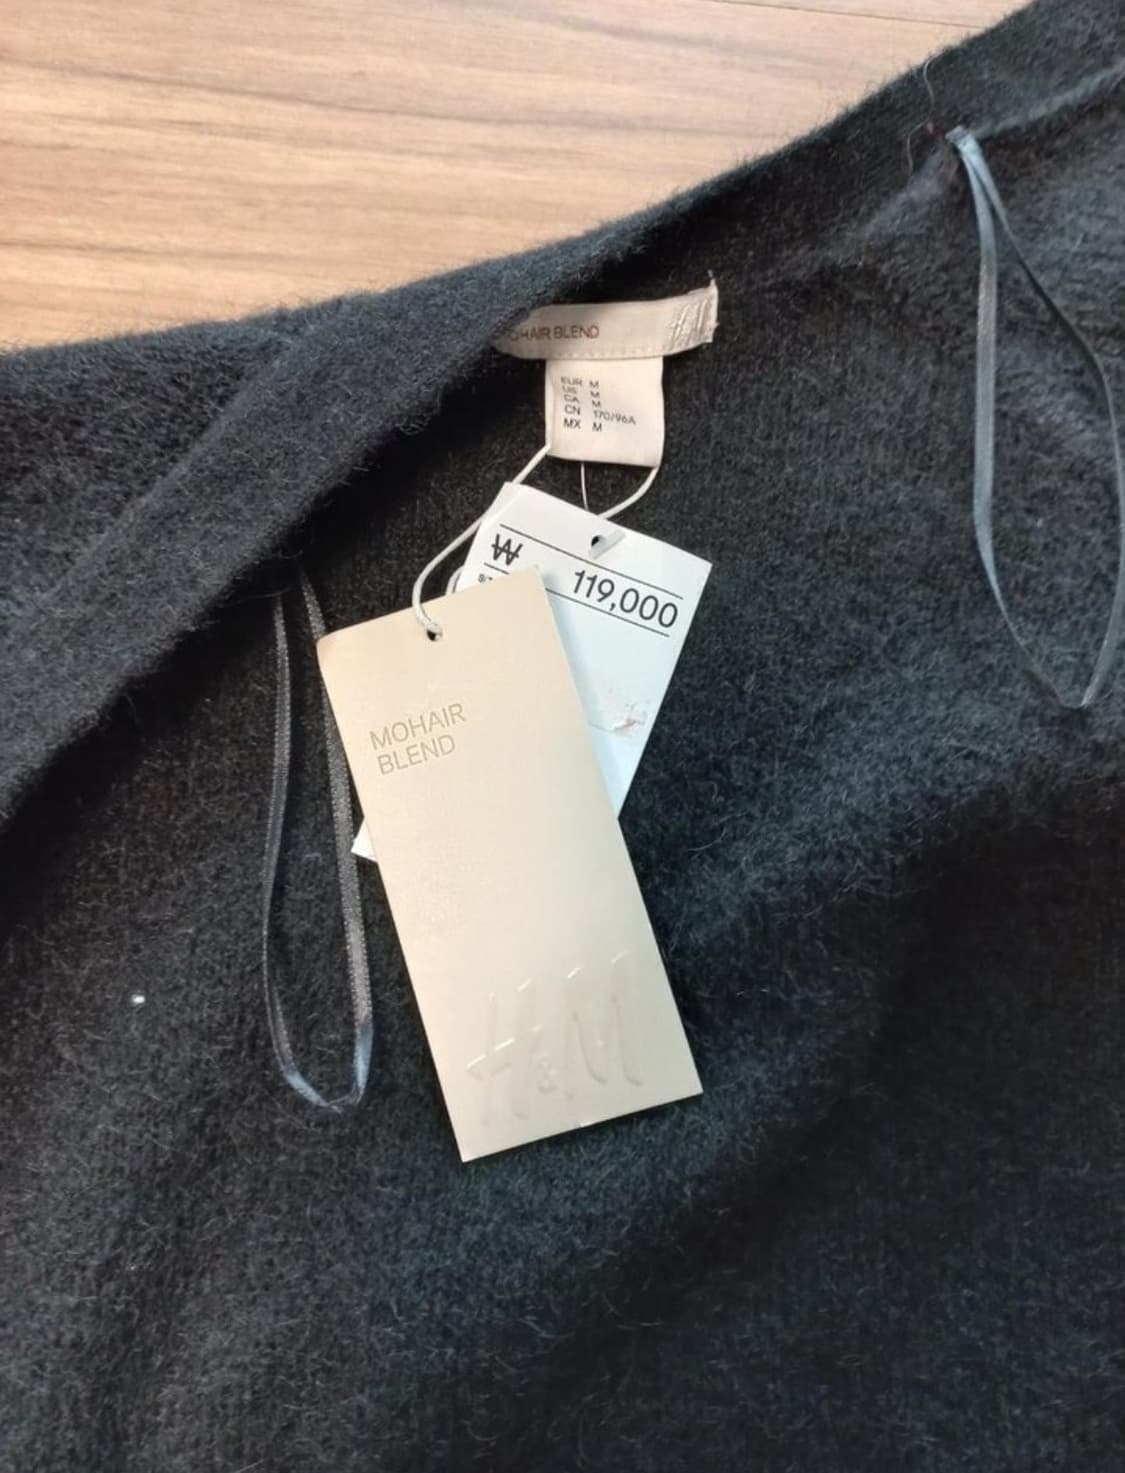 MOHAIR BLEND H&M
EUR M
US M
CA M
CN 170/96A
MX M
₩ 119,000
MOHAIR
BLEND
H&M